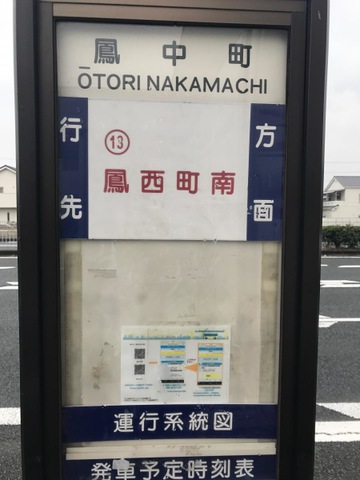 鳳中町
ŌTORI NAKAMACHI
行先
方面
⑬
鳳西町南
運行系統図
発車予定時刻表